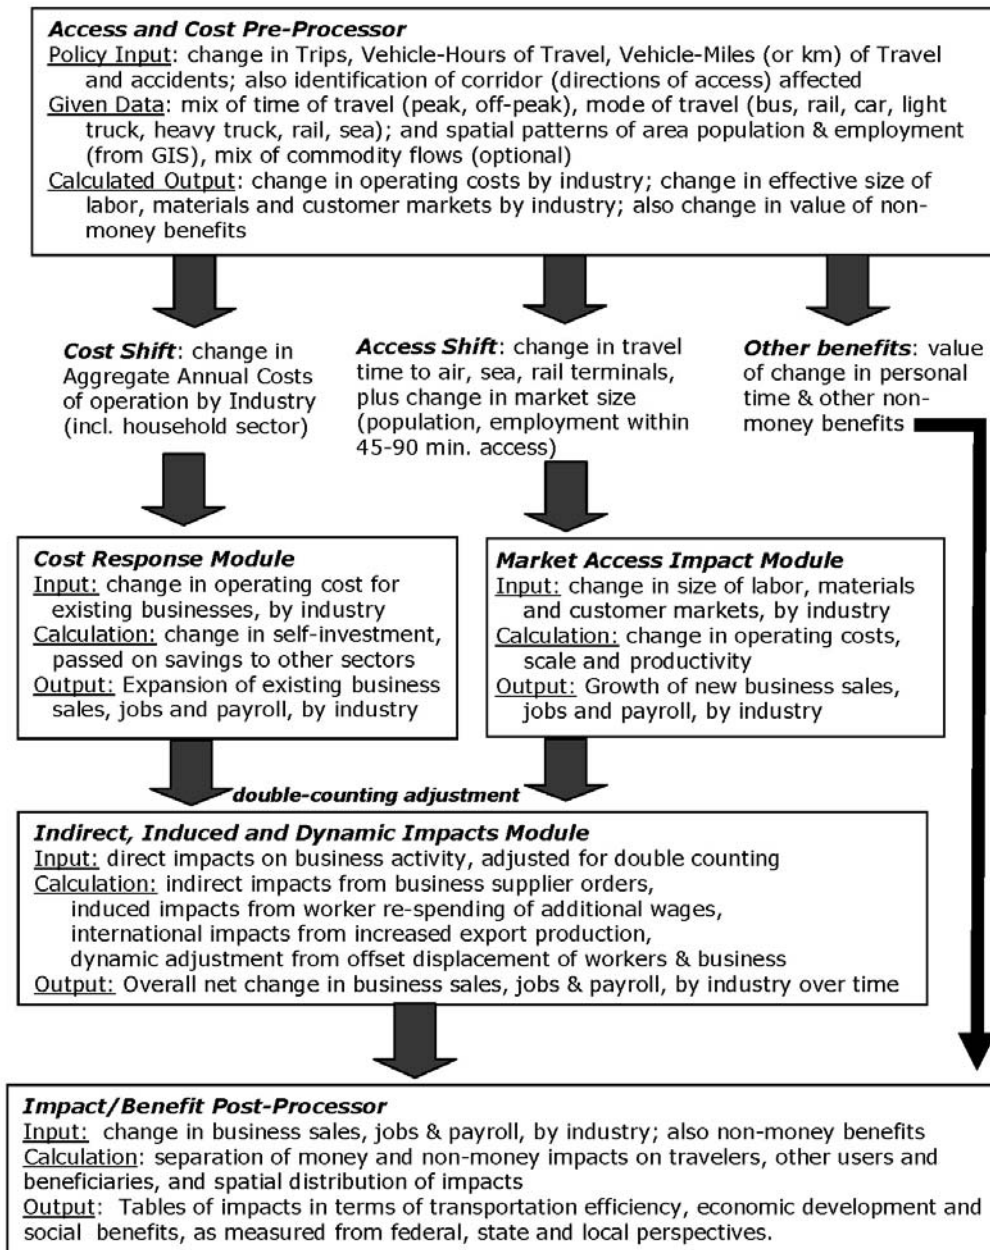 Access and Cost Pre-Processor
Policy Input: change in Trips, Vehicle-Hours of Travel, Vehicle-Miles (or km) of Travel
and accidents; also identification of corridor (directions of access) affected
Given Data: mix of time of travel (peak, off-peak), mode of travel (bus, rail, car, light
truck, heavy truck, rail, sea); and spatial patterns of area population & employment
(from GIS), mix of commodity flows (optional)
Calculated Output: change in operating costs by industry; change in effective size of
labor, materials and customer markets by industry; also change in value of non-
money benefits
Cost Shift: change in
Aggregate Annual Costs
of operation by Industry
(incl. household sector)
Access Shift: change in travel
time to air, sea, rail terminals,
plus change in market size
(population, employment within
45-90 min. access)
Other benefits: value
of change in personal
time & other non-
money benefits
Cost Response Module
Input: change in operating cost for
existing businesses, by industry
Calculation: change in self-investment,
passed on savings to other sectors
Output: Expansion of existing business
sales, jobs and payroll, by industry
Market Access Impact Module
Input: change in size of labor, materials
and customer markets, by industry
Calculation: change in operating costs,
scale and productivity
Output: Growth of new business sales,
jobs and payroll, by industry
double-counting adjustment
Indirect, Induced and Dynamic Impacts Module
Input: direct impacts on business activity, adjusted for double counting
Calculation: indirect impacts from business supplier orders,
induced impacts from worker re-spending of additional wages,
international impacts from increased export production,
dynamic adjustment from offset displacement of workers & business
Output: Overall net change in business sales, jobs & payroll, by industry over time
Impact/Benefit Post-Processor
Input: change in business sales, jobs & payroll, by industry; also non-money benefits
Calculation: separation of money and non-money impacts on travelers, other users and
beneficiaries, and spatial distribution of impacts
Output: Tables of impacts in terms of transportation efficiency, economic development and
social benefits, as measured from federal, state and local perspectives.